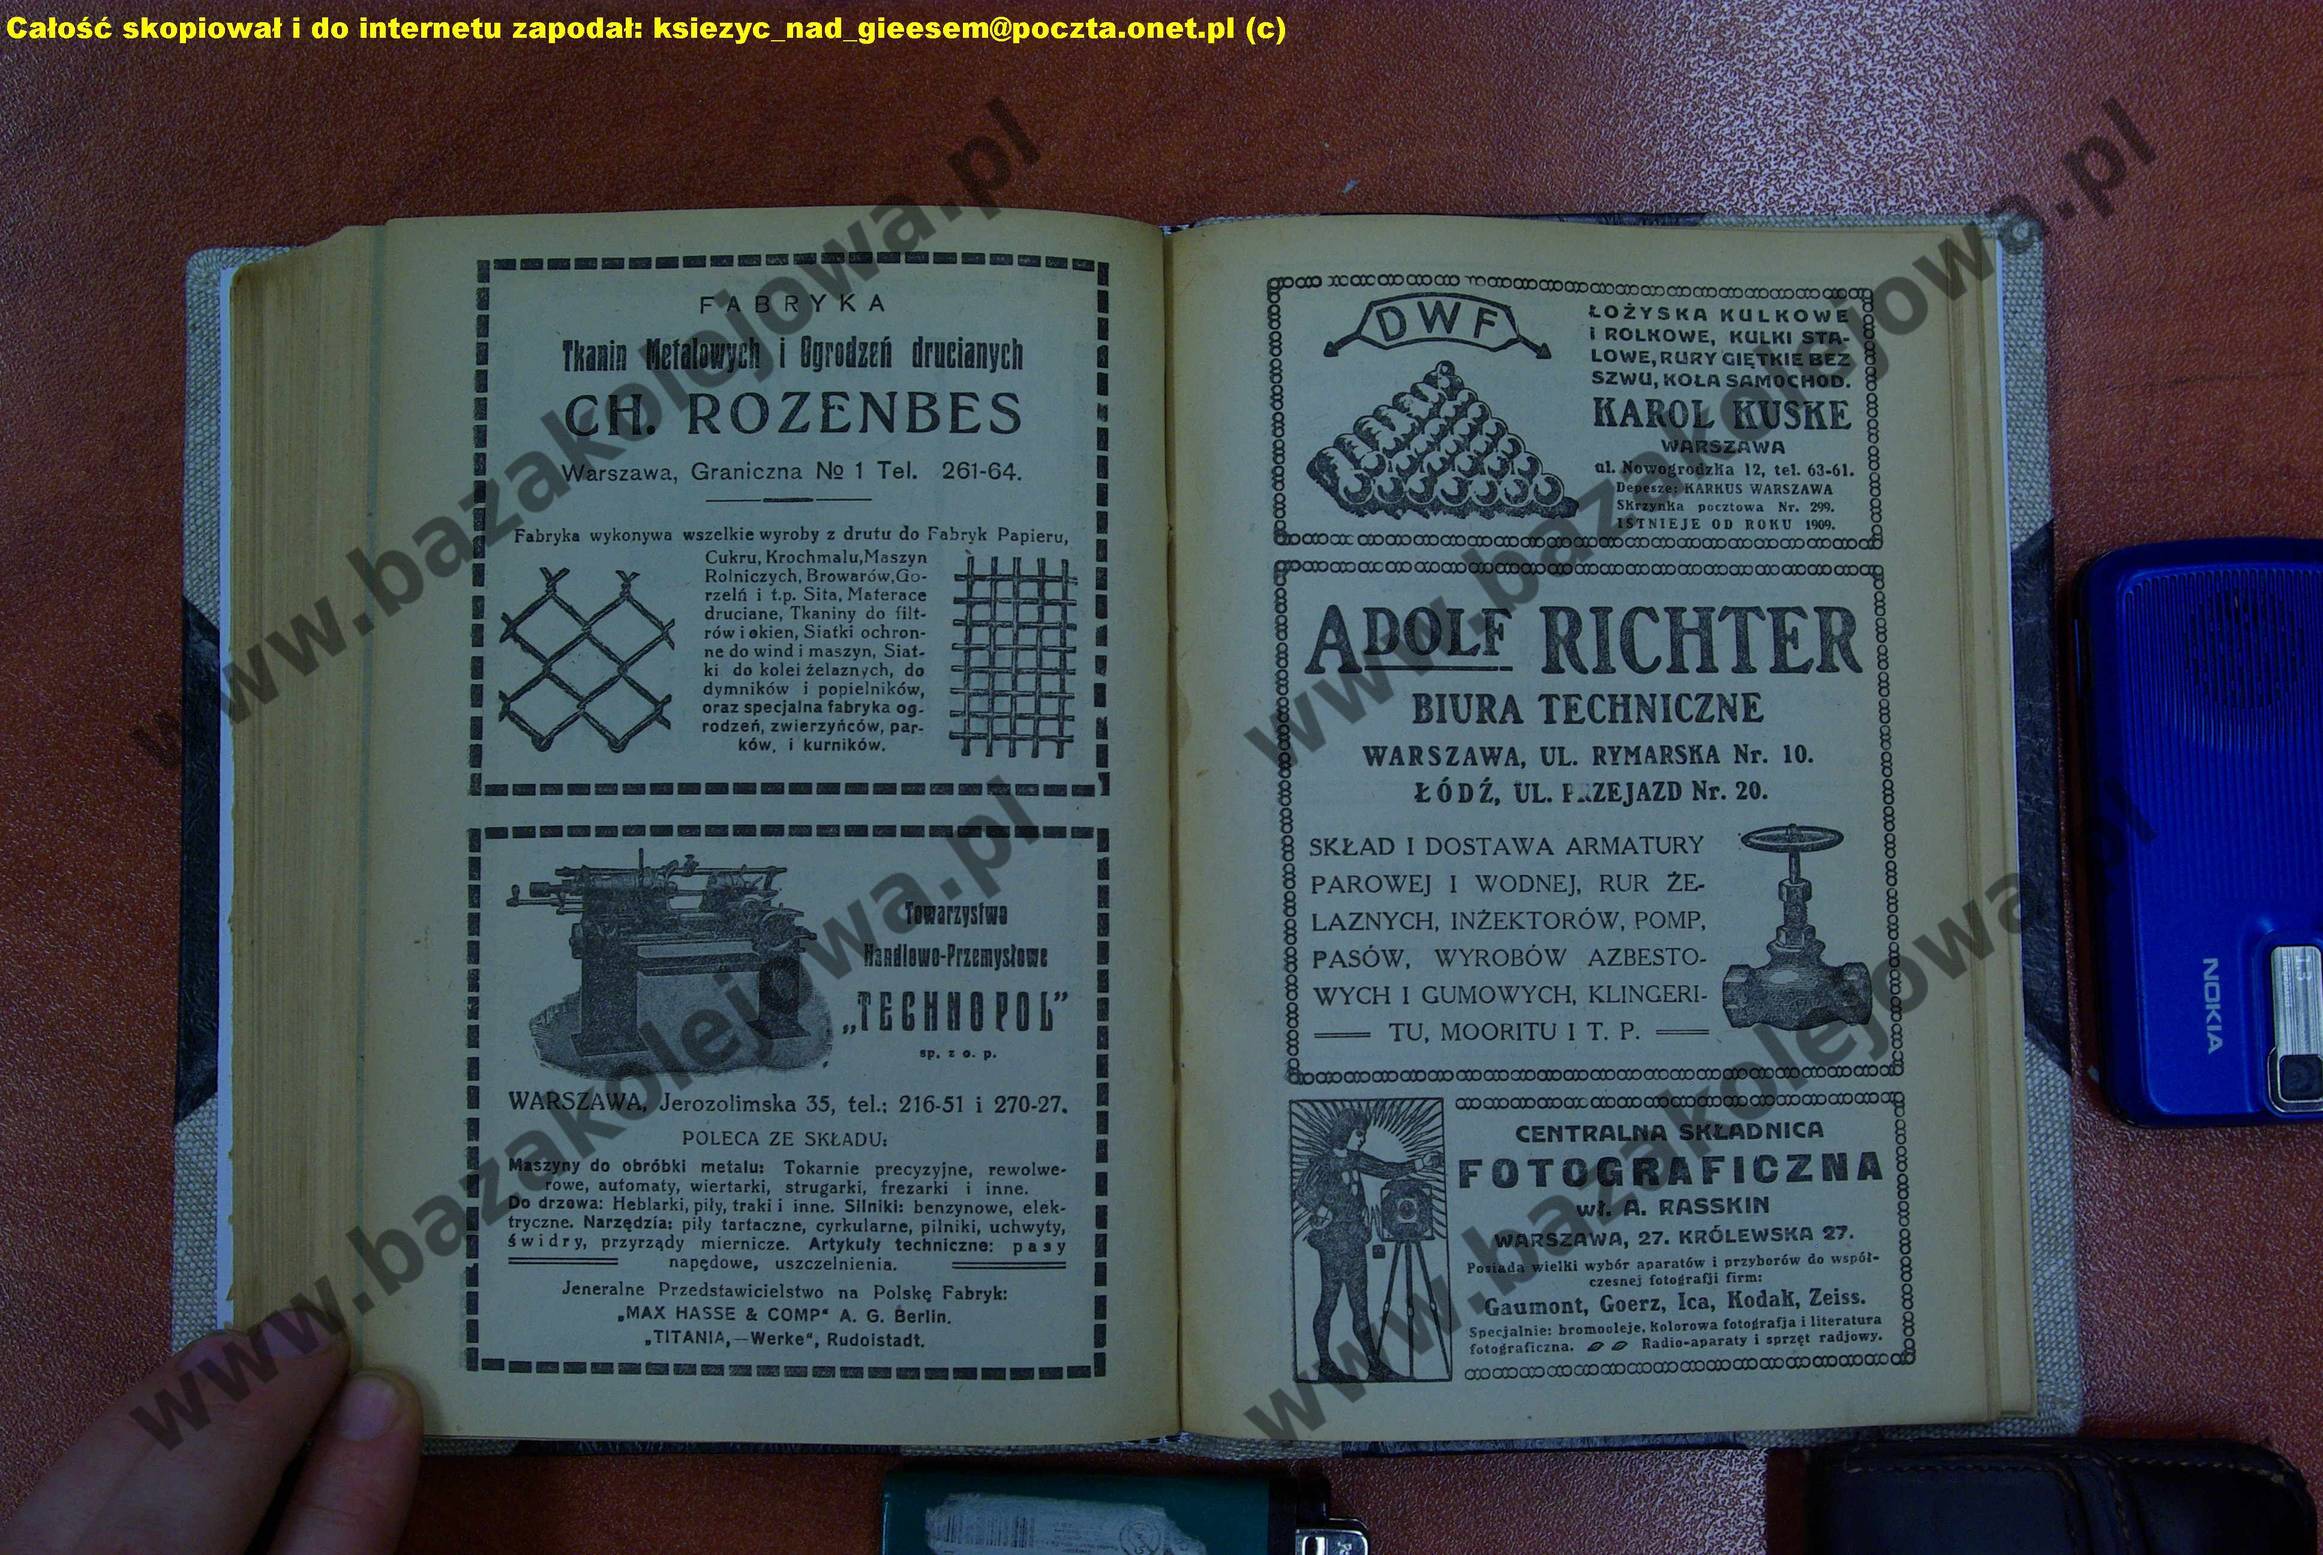 Całość skopiował i do internetu zapodał: ksiezyc_nad_gieesem@poczta.onet.pl (c)
FABRYKA
Tkanin Metalowych i Ogrodzeń drucianych
CH. ROZENBES
Warszawa, Graniczna № 1 Tel. 261-64.
Fabryka wykonywa wszelkie wyroby z drutu do Fabryk Papieru,
Cukru, Krochmalu, Maszyn
Rolniczych, Browarów, Go-
rzelń i t.p. Sita, Materace
druciane, Tkaniny do filt-
rów i okien, Siatki ochron-
ne do wind i maszyn, Siat-
ki do kolei żelaznych, do
dymników i popielników,
oraz specjalna fabryka og-
rodzeń, zwierzyńców, par-
ków, i kurników.
Towarzystwo
Handlowo-Przemysłowe
„TECHNOPOL”
sp. z o. p.
WARSZAWA, Jerozolimska 35, tel.: 216-51 i 270-27.
POLECA ZE SKŁADU:
Maszyny do obróbki metalu: Tokarnie precyzyjne, rewolwe-
rowe, automaty, wiertarki, strugarki, frezarki i inne.
Do drzewa: Heblarki, piły, traki i inne. Silniki: benzynowe, elek-
tryczne. Narzędzia: piły tartaczne, cyrkularne, pilniki, uchwyty,
świdry, przyrządy miernicze. Artykuły techniczne: pasy
napędowe, uszczelnienia.
Jeneralne Przedstawicielstwo na Polskę Fabryk:
„MAX HASSE & COMP“ A. G. Berlin.
„TITANIA,—Werke“, Rudolstadt.
DWF
ŁOŻYSKA KULKOWE
I ROLKOWE, KULKI STA-
LOWE, RURY GIĘTKIE BEZ
SZWU, KOŁA SAMOCHOD.
KAROL KUSKE
WARSZAWA
ul. Nowogrodzka 12, tel. 63-61.
Depesze: KARKUS WARSZAWA
Skrzynka pocztowa Nr. 299.
ISTNIEJE OD ROKU 1909.
ADOLF RICHTER
BIURA TECHNICZNE
WARSZAWA, UL. RYMARSKA Nr. 10.
ŁÓDŹ, UL. PRZEJAZD Nr. 20.
SKŁAD I DOSTAWA ARMATURY
PAROWEJ I WODNEJ, RUR ŻE-
LAZNYCH, INŻEKTORÓW, POMP,
PASÓW, WYROBÓW AZBESTO-
WYCH I GUMOWYCH, KLINGERI-
TU, MOORITU I T. P.
CENTRALNA SKŁADNICA
FOTOGRAFICZNA
wł. A. RASSKIN
WARSZAWA, 27. KRÓLEWSKA 27.
Posiada wielki wybór aparatów i przyborów do współ-
czesnej fotografji firm:
Gaumont, Goerz, Ica, Kodak, Zeiss.
Specjalnie: bromooleje, Kolorowa fotografja i literatura
fotograficzna. Radio-aparaty i sprzęt radjowy.
NOKIA
www.bazakolejowa.pl
www.bazakolejowa.pl
www.bazakolejowa.pl
www.bazakolejowa.pl